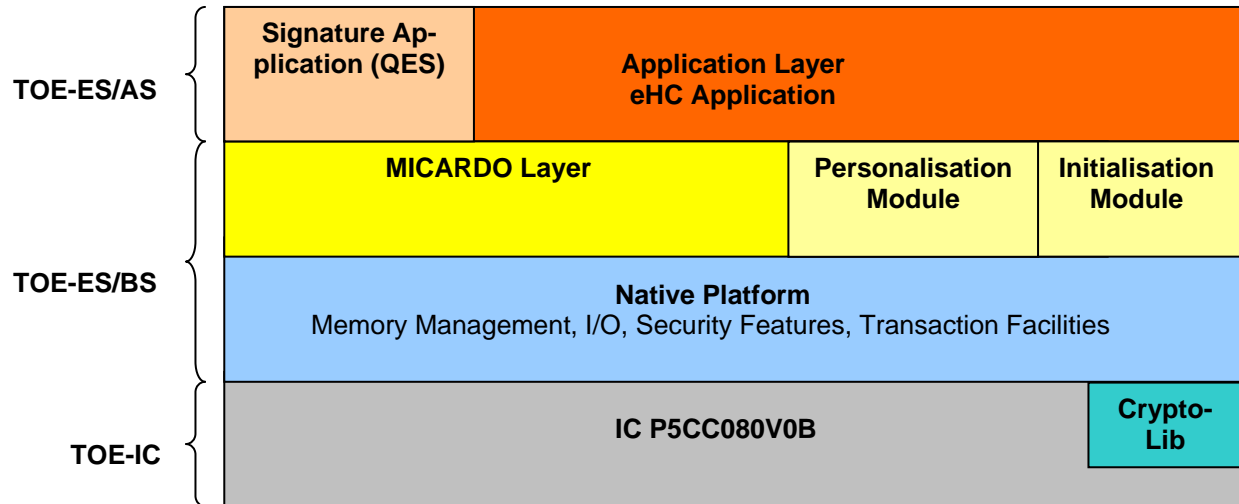 TOE-ES/AS
Signature Ap-
plication (QES)
Application Layer
eHC Application
TOE-ES/BS
MICARDO Layer
Personalisation
Module
Initialisation
Module
Native Platform
Memory Management, I/O, Security Features, Transaction Facilities
TOE-IC
IC P5CC080V0B
Crypto-
Lib